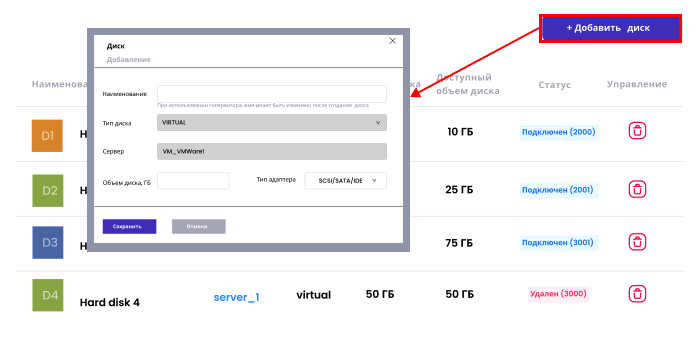 + Добавить диск
Диск
Добавление
Наименова
ка
Доступный
объем диска
Статус
Управление
Наименование
При использовании гипервизора, имя может быть изменено после создания диска
Тип диска
VIRTUAL
Сервер
VM_VMWare1
Объем диска, ГБ
Тип адаптера
SCSI/SATA/IDE
Сохранить
Отмена
D1
H
10 ГБ
Подключен (2000)
D2
H
25 ГБ
Подключен (2001)
D3
H
75 ГБ
Подключен (3001)
D4
Hard disk 4
server_1
virtual
50 ГБ
50 ГБ
Удален (3000)